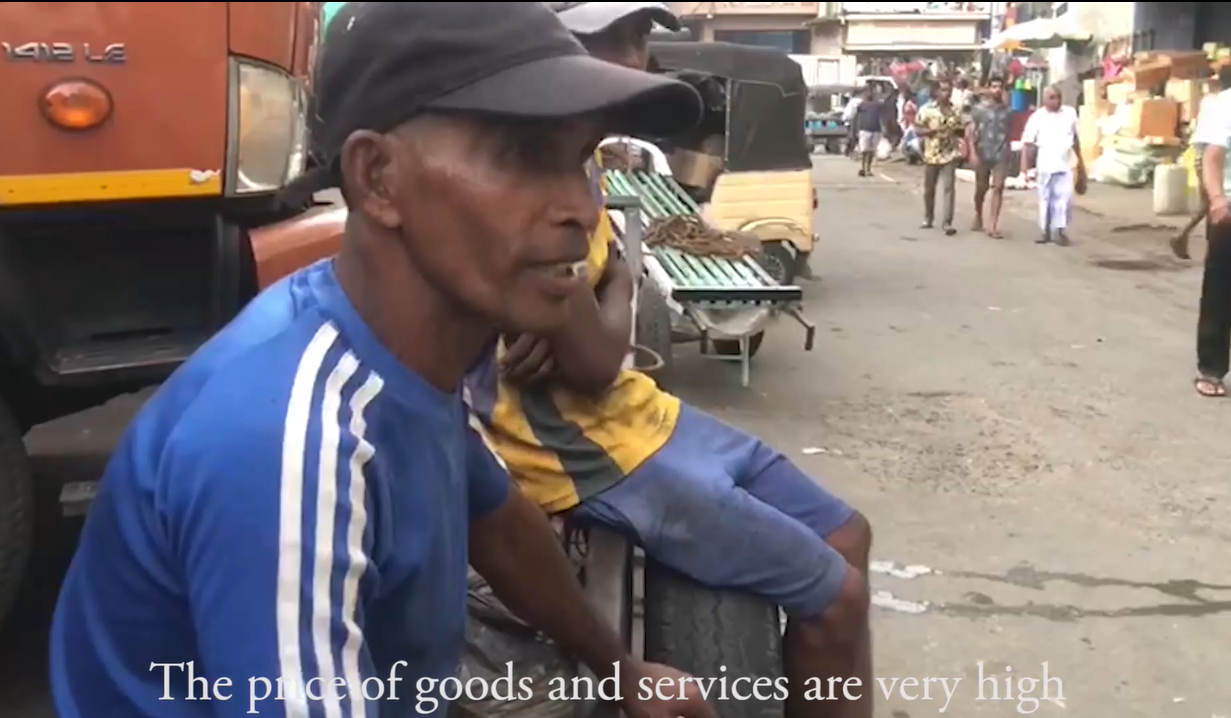 1412 LE
The price of goods and services are very high